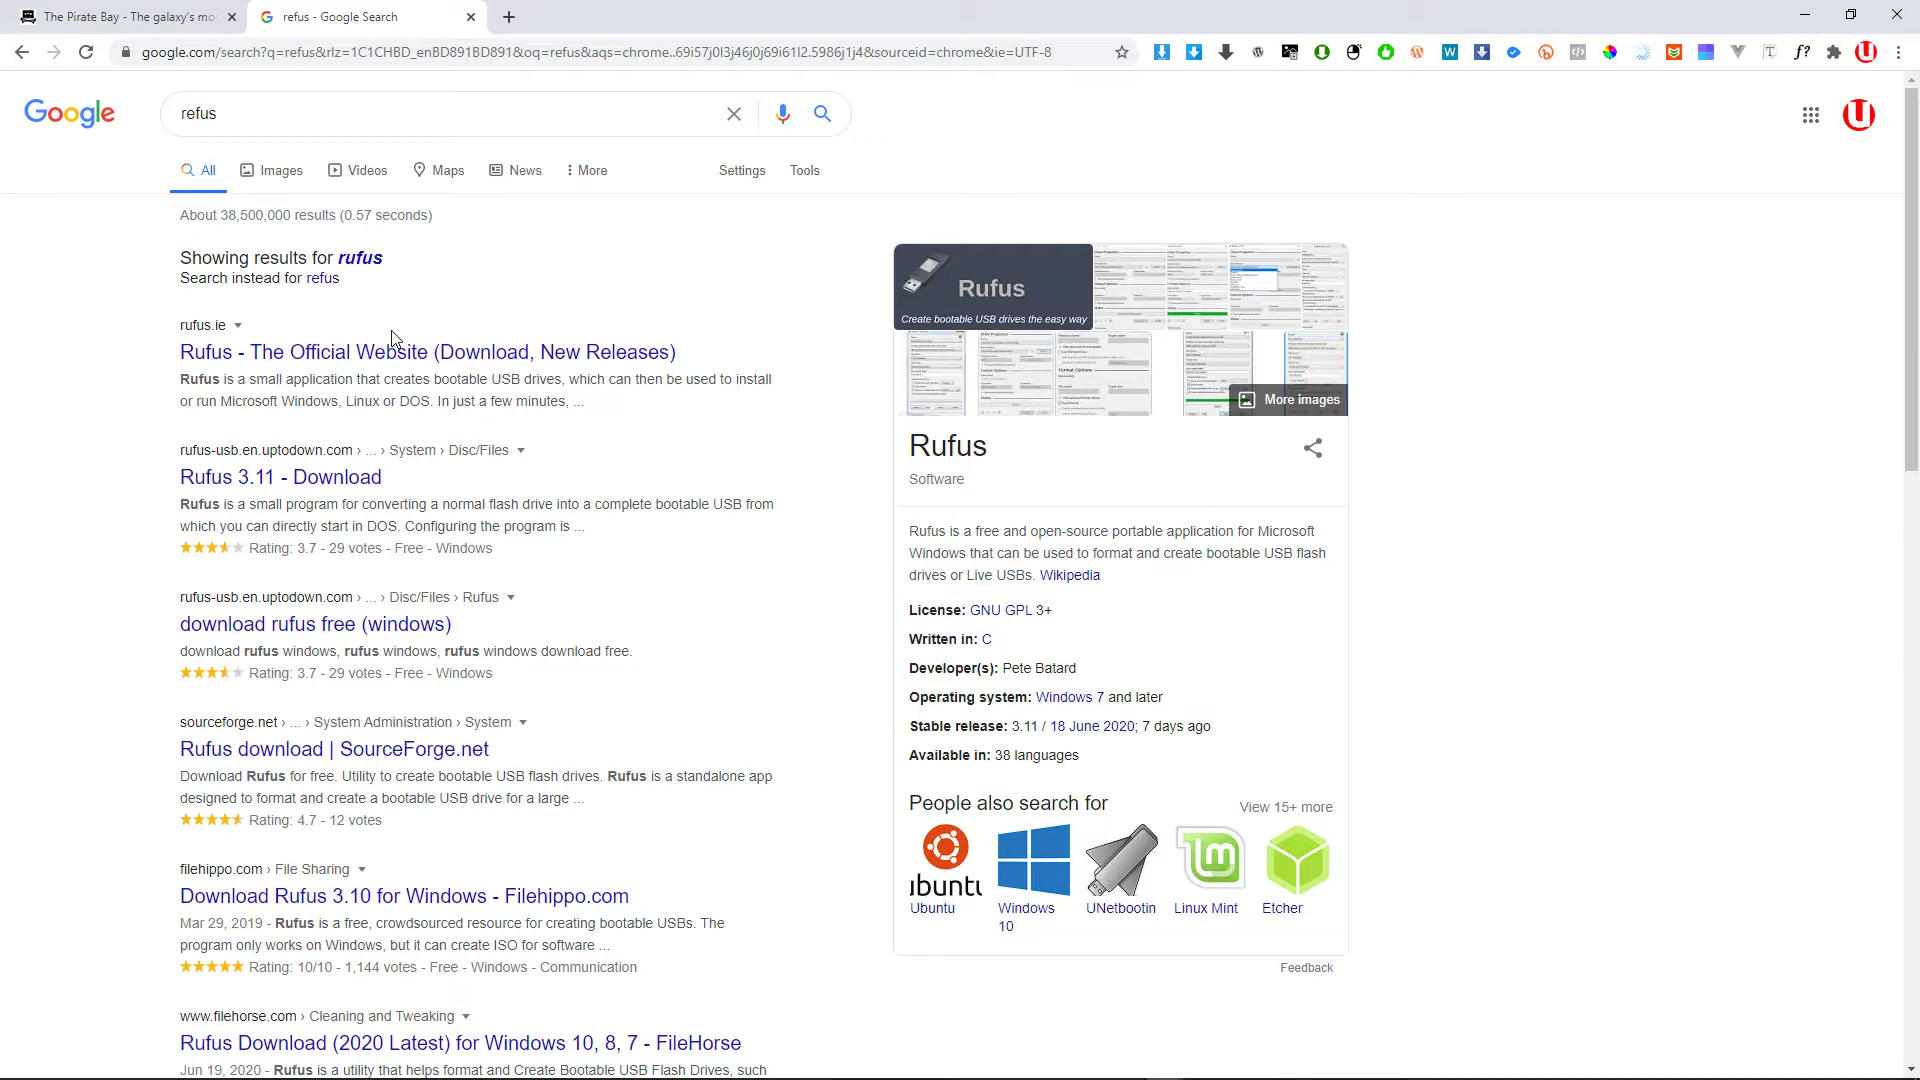 The Pirate Bay - The galaxy's mo
refus - Google Search
google.com/search?q=refus&rlz=1C1CHBD_enBD891BD891&oq=refus&aqs=chrome..69i57j0l3j46j0j69i61l2.5986j1j4&sourceid=chrome&ie=UTF-8
Google
refus
All
Images
Videos
Maps
News
More
Settings
Tools
About 38,500,000 results (0.57 seconds)
Showing results for rufus
Search instead for refus
rufus.ie
Rufus - The Official Website (Download, New Releases)
Rufus is a small application that creates bootable USB drives, which can then be used to install
or run Microsoft Windows, Linux or DOS. In just a few minutes, ...
rufus-usb.en.uptodown.com › ... › System › Disc/Files
Rufus 3.11 - Download
Rufus is a small program for converting a normal flash drive into a complete bootable USB from
which you can directly start in DOS. Configuring the program is ...
Rating: 3.7 - 29 votes - Free - Windows
rufus-usb.en.uptodown.com › ... › Disc/Files › Rufus
download rufus free (windows)
download rufus windows, rufus windows, rufus windows download free.
Rating: 3.7 - 29 votes - Free - Windows
sourceforge.net › ... › System Administration › System
Rufus download | SourceForge.net
Download Rufus for free. Utility to create bootable USB flash drives. Rufus is a standalone app
designed to format and create a bootable USB drive for a large ...
Rating: 4.7 - 12 votes
filehippo.com › File Sharing
Download Rufus 3.10 for Windows - Filehippo.com
Mar 29, 2019 - Rufus is a free, crowdsourced resource for creating bootable USBs. The
program only works on Windows, but it can create ISO for software ...
Rating: 10/10 - 1,144 votes - Free - Windows - Communication
www.filehorse.com › Cleaning and Tweaking
Rufus Download (2020 Latest) for Windows 10, 8, 7 - FileHorse
Jun 19, 2020 - Rufus is a utility that helps format and Create Bootable USB Flash Drives, such
Rufus
Create bootable USB drives the easy way
More images
Rufus
Software
Rufus is a free and open-source portable application for Microsoft
Windows that can be used to format and create bootable USB flash
drives or Live USBs. Wikipedia
License: GNU GPL 3+
Written in: C
Developer(s): Pete Batard
Operating system: Windows 7 and later
Stable release: 3.11 / 18 June 2020; 7 days ago
Available in: 38 languages
People also search for
View 15+ more
Ubuntu
Windows
10
UNetbootin
Linux Mint
Etcher
Feedback